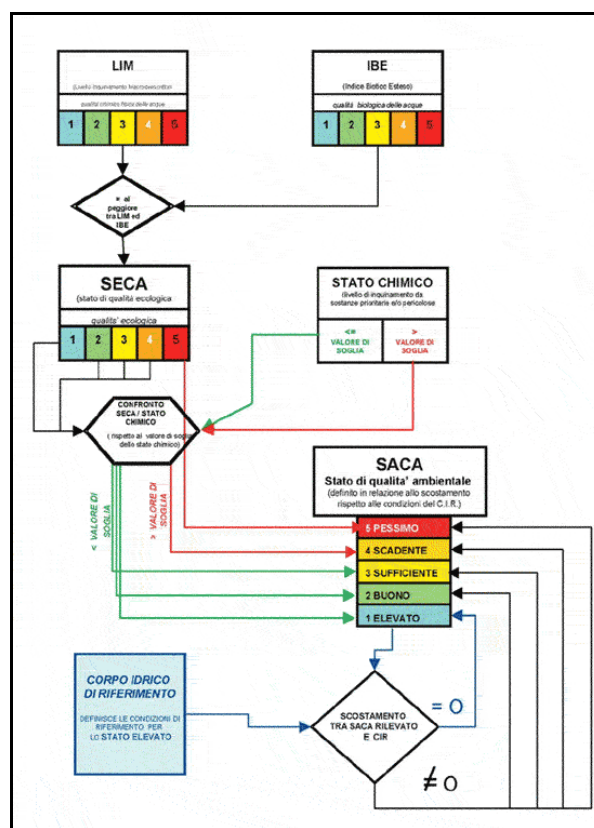 LIM
(Livello Inquinamento Macrodescrittori)
qualità chimico fisica delle acque
1 2 3 4 5
IBE
(Indice Biotico Esteso)
qualità biologica delle acque
1 2 3 4 5
= al
peggiore
tra LIM ed
IBE
SECA
(stato di qualità ecologica
qualita' ecologica
1 2 3 4 5
STATO CHIMICO
(livello di inquinamento da
sostanze prioritarie e/o pericolose
<=
VALORE DI
SOGLIA
>
VALORE DI
SOGLIA
CONFRONTO
SECA / STATO
CHIMICO
( rispetto al valore di soglia
dello stato chimico)
< VALORE DI
SOGLIA
> VALORE DI
SOGLIA
SACA
Stato di qualita' ambientale
(definito in relazione allo scostamento
rispetto alle condizioni del C.I.R.)
5 PESSIMO
4 SCADENTE
3 SUFFICIENTE
2 BUONO
1 ELEVATO
CORPO IDRICO
DI RIFERIMENTO
DEFINISCE LE CONDIZIONI DI
RIFERIMENTO PER
LO STATO ELEVATO
SCOSTAMENTO
TRA SACA RILEVATO
E CIR
= O
≠ O